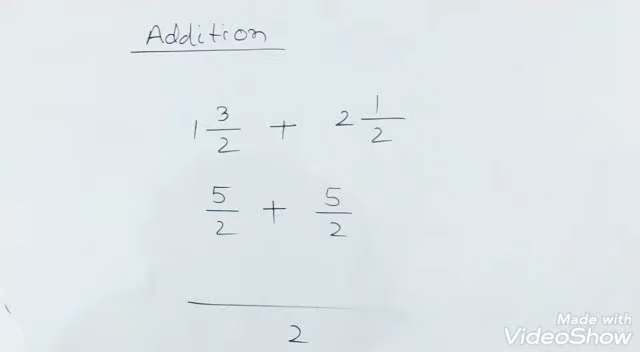 Addition
1 3/2 + 2 1/2
5/2 + 5/2
2
Made with
VideoShow